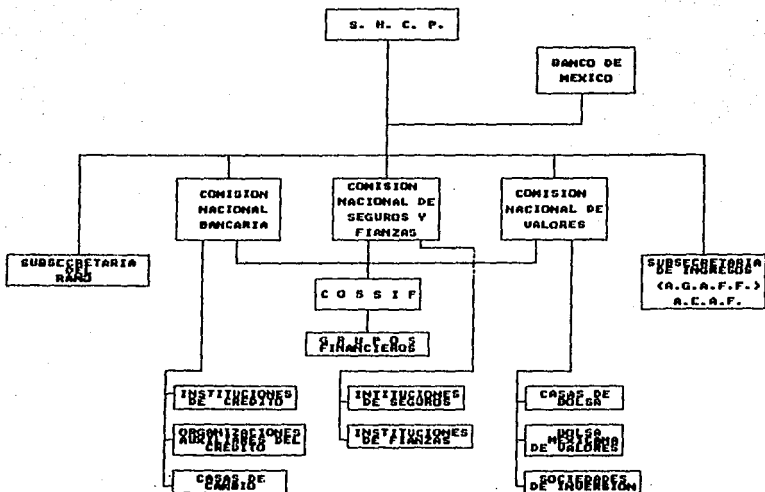 S. H. C. P.
BANCO DE
MEXICO
COMISION
NACIONAL
BANCARIA
COMISION
NACIONAL DE
SEGUROS Y
FIANZAS
COMISION
NACIONAL DE
VALORES
SUBSECRETARIA
DEL
RAMO
SUBSECRETARIA
DE INGRESOS
(A.G.A.F.F.)
A.C.A.F.
C O S S I F
G R U P O S
FINANCIEROS
INSTITUCIONES
DE CREDITO
INTITUCIONES
DE SEGUROS
CASAS DE
BOLSA
ORGANIZACIONES
AUXILIARES DEL
CREDITO
INSTITUCIONES
DE FIANZAS
BOLSA
MEXICANA
DE VALORES
CASAS DE
CAMBIO
SOCIEDADES
DE INVERSION